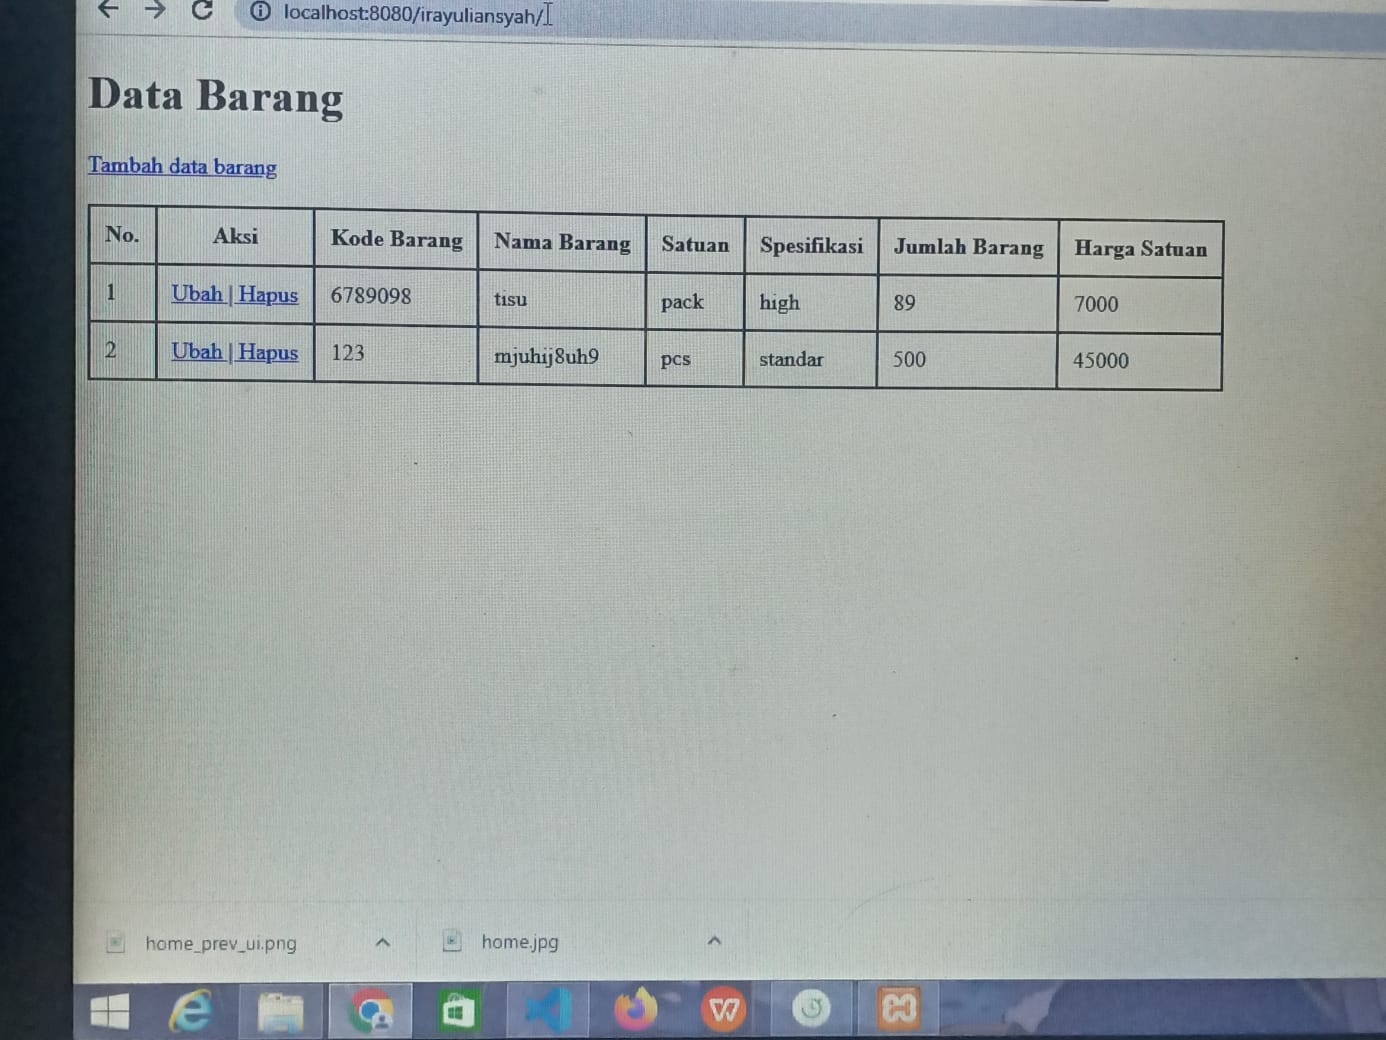 localhost:8080/irayuliansyah/
Data Barang
Tambah data barang
No. Aksi Kode Barang Nama Barang Satuan Spesifikasi Jumlah Barang Harga Satuan
1 Ubah | Hapus 6789098 tisu pack high 89 7000
2 Ubah | Hapus 123 mjuhij8uh9 pcs standar 500 45000
home_prev_ui.png home.jpg